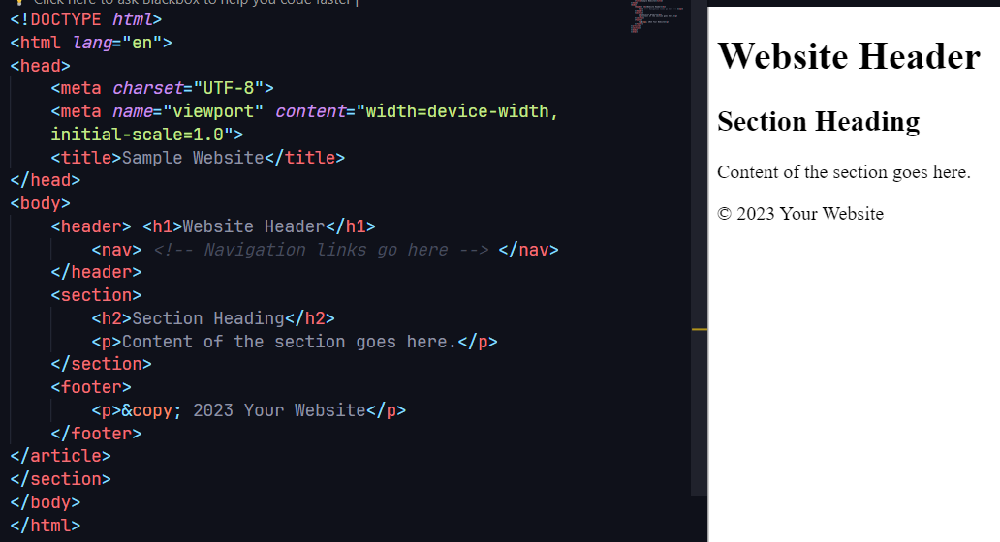 Click here to ask Blackbox to help you code faster |
<!DOCTYPE html>
<html lang="en">
<head>
    <meta charset="UTF-8">
    <meta name="viewport" content="width=device-width,
    initial-scale=1.0">
    <title>Sample Website</title>
</head>
<body>
    <header> <h1>Website Header</h1>
        <nav> <!-- Navigation links go here --> </nav>
    </header>
    <section>
        <h2>Section Heading</h2>
        <p>Content of the section goes here.</p>
    </section>
    <footer>
        <p>&copy; 2023 Your Website</p>
    </footer>
</article>
</section>
</body>
</html>
Website Header
Section Heading
Content of the section goes here.
© 2023 Your Website